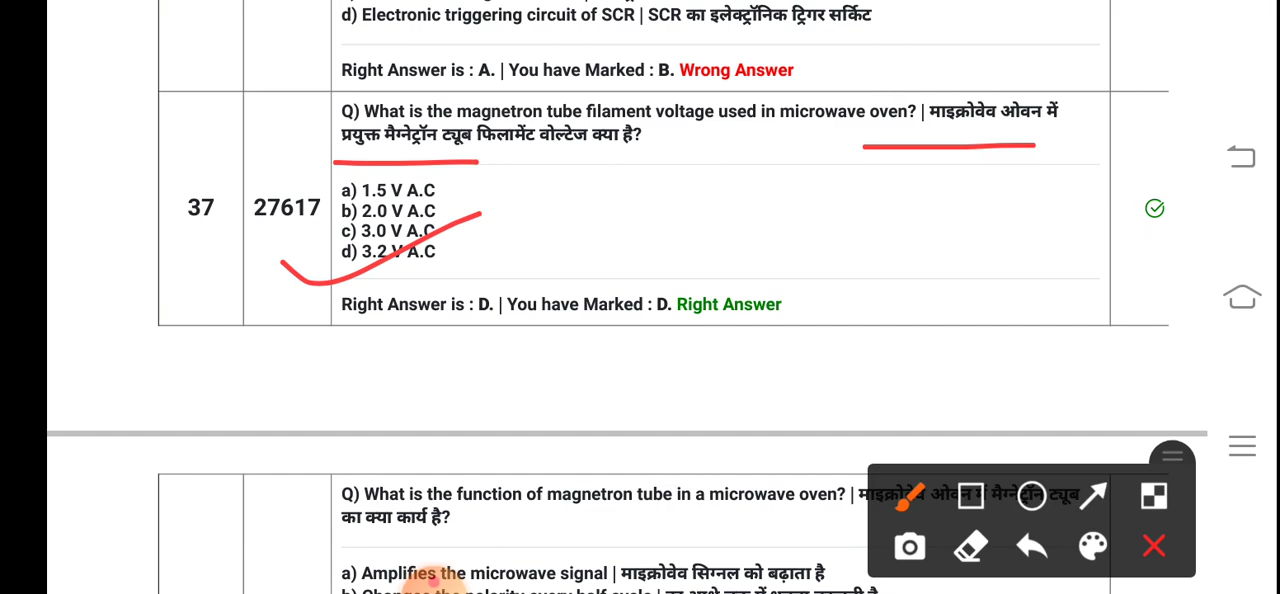 d) Electronic triggering circuit of SCR | SCR का इलेक्ट्रॉनिक ट्रिगर सर्किट
Right Answer is : A. | You have Marked : B. Wrong Answer
37
27617
Q) What is the magnetron tube filament voltage used in microwave oven? | माइक्रोवेव ओवन में
प्रयुक्त मैग्नेट्रॉन ट्यूब फिलामेंट वोल्टेज क्या है?
a) 1.5 V A.C
b) 2.0 V A.C
c) 3.0 V A.C
d) 3.2 V A.C
Right Answer is : D. | You have Marked : D. Right Answer
Q) What is the function of magnetron tube in a microwave oven? | माइक्रोवेव ओवन में मैग्नेट्रॉन ट्यूब
का क्या कार्य है?
a) Amplifies the microwave signal | माइक्रोवेव सिग्नल को बढ़ाता है